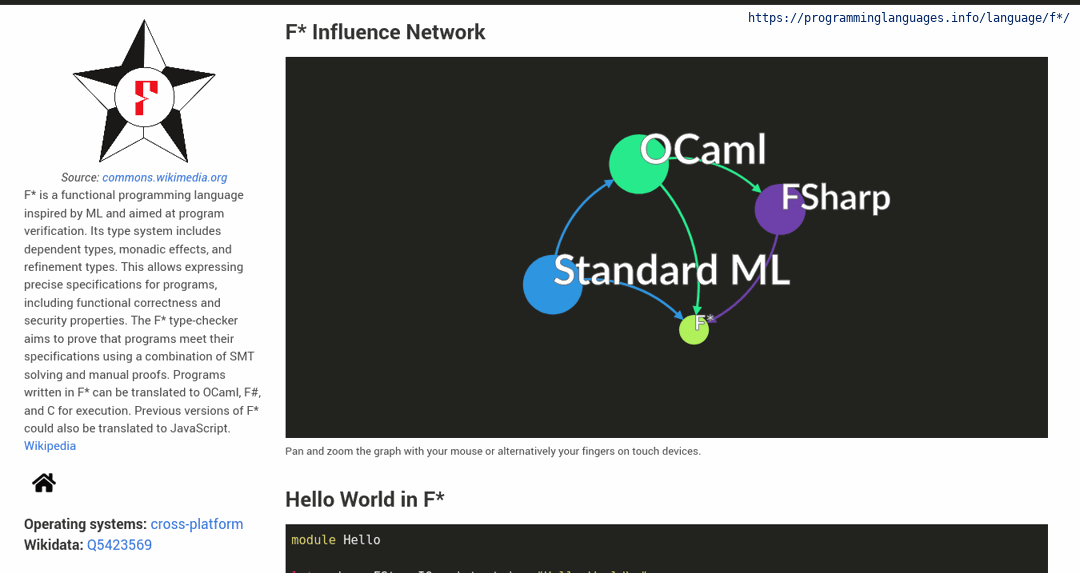 https://programminglanguages.info/language/f*/
F
Source: commons.wikimedia.org
F* is a functional programming language
inspired by ML and aimed at program
verification. Its type system includes
dependent types, monadic effects, and
refinement types. This allows expressing
precise specifications for programs,
including functional correctness and
security properties. The F* type-checker
aims to prove that programs meet their
specifications using a combination of SMT
solving and manual proofs. Programs
written in F* can be translated to OCaml, F#,
and C for execution. Previous versions of F*
could also be translated to JavaScript.
Wikipedia
Operating systems: cross-platform
Wikidata: Q5423569
F* Influence Network
OCaml
FSharp
Standard ML
F*
Pan and zoom the graph with your mouse or alternatively your fingers on touch devices.
Hello World in F*
module Hello